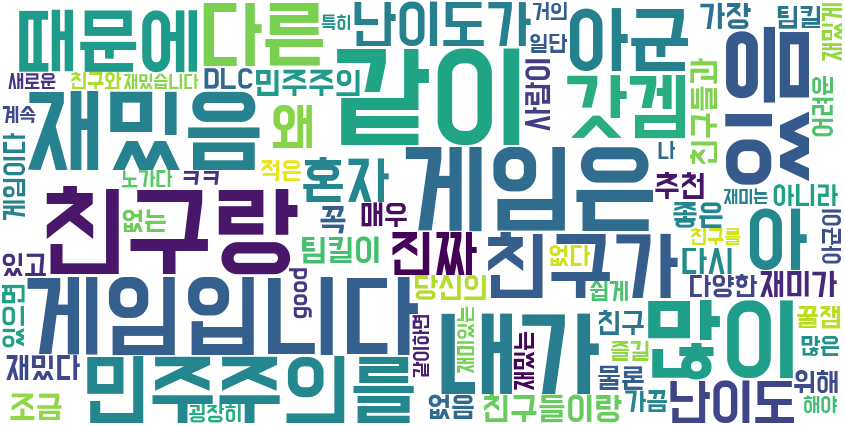 때문에
다른
특히
난이도가
거의
일단
아군
가장
팀킬
재밌게
있음
새로운
친구와
재밌습니다
DLC
민주주의
같이
사람이
갓겜
친구들과
어려운
계속
재밌음
왜
적은
혼자
게임은
나
추천
재미는
아니라
게임이다
노가다
ㅋㅋ
없는
친구랑
꼭
매우
좋은
친구를
아
아군이
있고
팀킬이
진짜
친구가
없다
다시
다양한
재미가
good
당신의
쉽게
있으면
게임입니다
같이하면
재미있는
내가
재밌는
친구
즐길
많이
꿀잼
많은
재밌다
민주주의를
물론
난이도
위해
조금
굉장히
없음
친구들이랑
가끔
해야